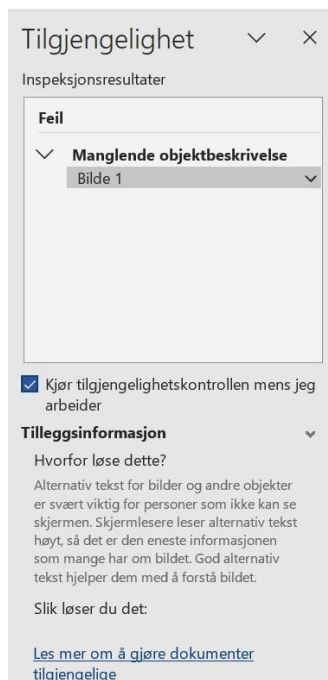 Tilgjengelighet
Inspeksjonsresultater
Feil
Manglende objektbeskrivelse
Bilde 1
Kjør tilgjengelighetskontrollen mens jeg
arbeider
Tilleggsinformasjon
Hvorfor løse dette?
Alternativ tekst for bilder og andre objekter
er svært viktig for personer som ikke kan se
skjermen. Skjermlesere leser alternativ tekst
høyt, så det er den eneste informasjonen
som mange har om bildet. God alternativ
tekst hjelper dem med å forstå bildet.
Slik løser du det:
Les mer om å gjøre dokumenter
tilgjengelige